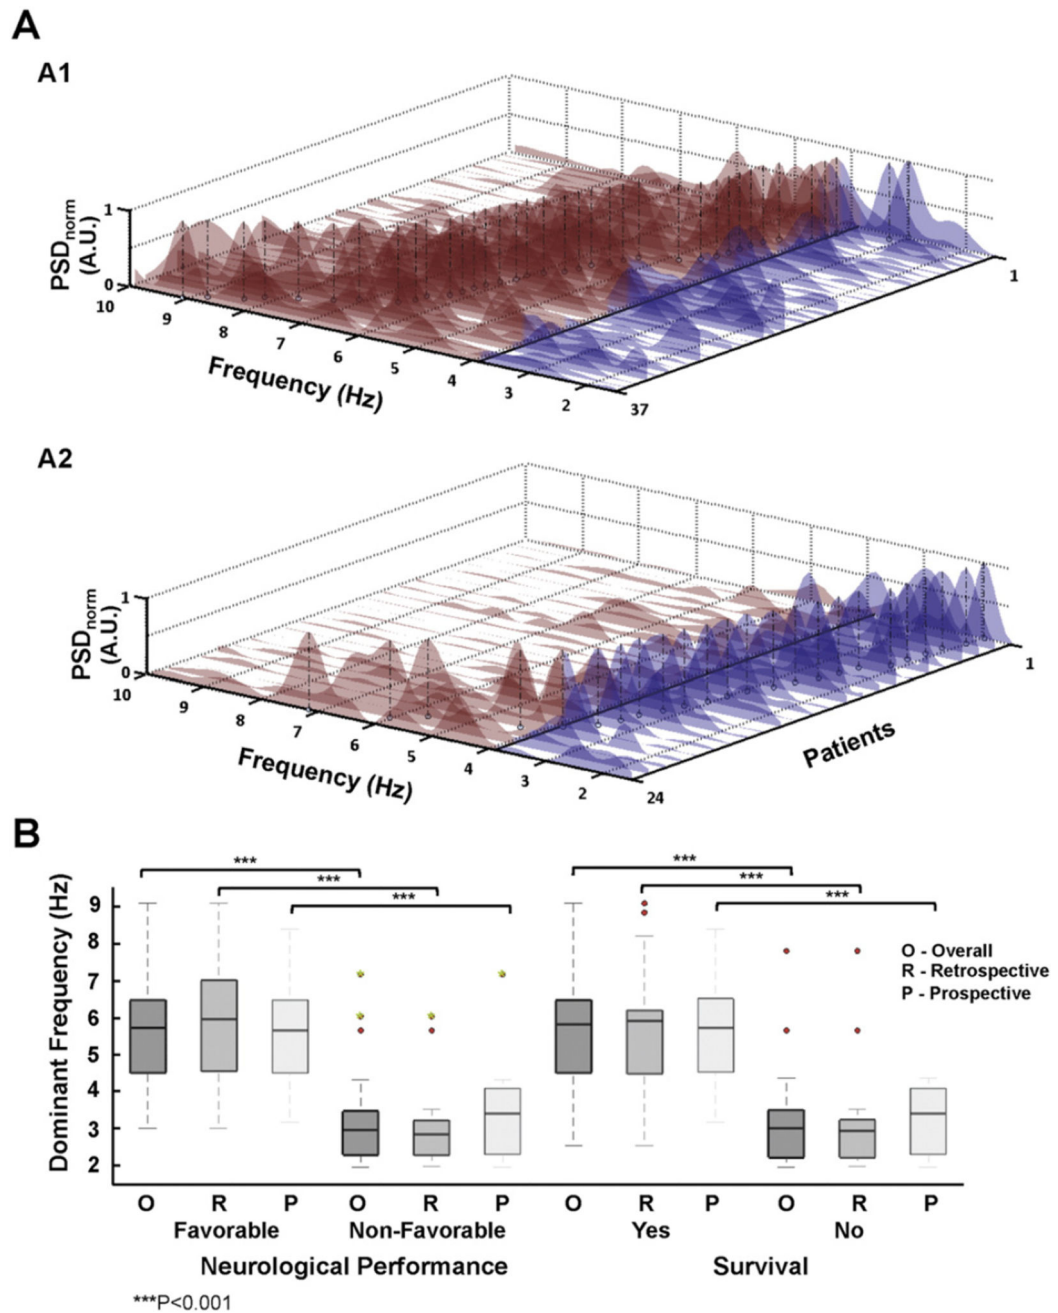 A
A1
1
0
PSDnorm
(A.U.)
10
9
8
7
6
5
4
3
2
37
1
Frequency (Hz)
A2
1
0
PSDnorm
(A.U.)
10
9
8
7
6
5
4
3
2
24
1
Frequency (Hz)
Patients
B
Dominant Frequency (Hz)
9
8
7
6
5
4
3
2
*** *** *** *** *** ***
O - Overall
R - Retrospective
P - Prospective
O R P O R P O R P O R P
Favorable Non-Favorable Yes No
Neurological Performance Survival
***P<0.001